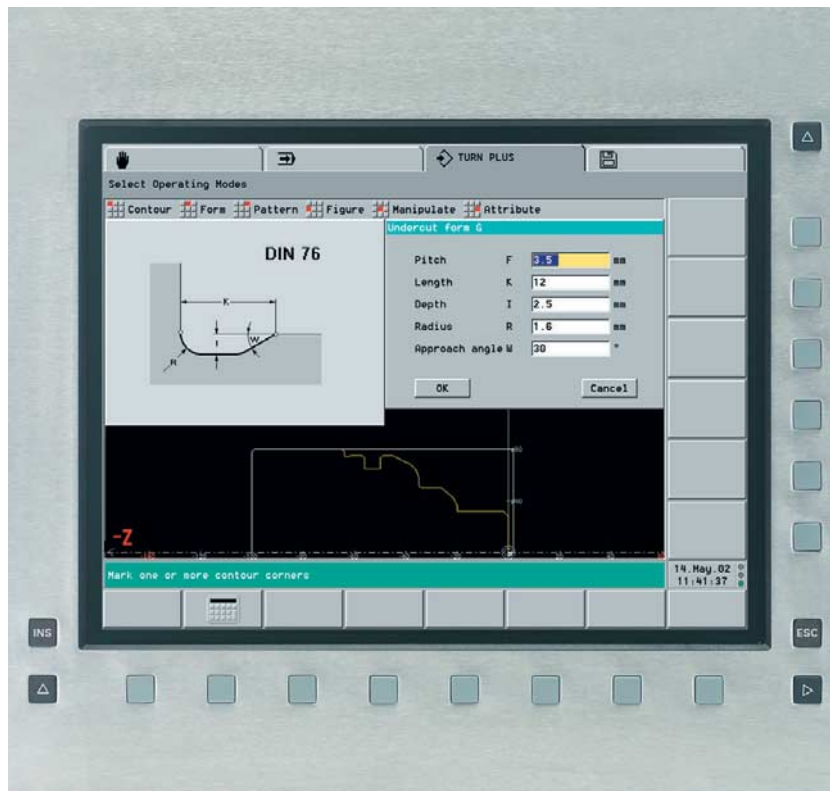 TURN PLUS
Select Operating Modes
Contour Form Pattern Figure Manipulate Attribute
Undercut form G
DIN 76
Pitch F 3.5 mm
Length K 12 mm
Depth I 2.5 mm
Radius R 1.6 mm
Approach angle W 30 °
OK Cancel
K
I
W
R
-Z
Mark one or more contour corners
14.May.02
11:41:37
INS
ESC